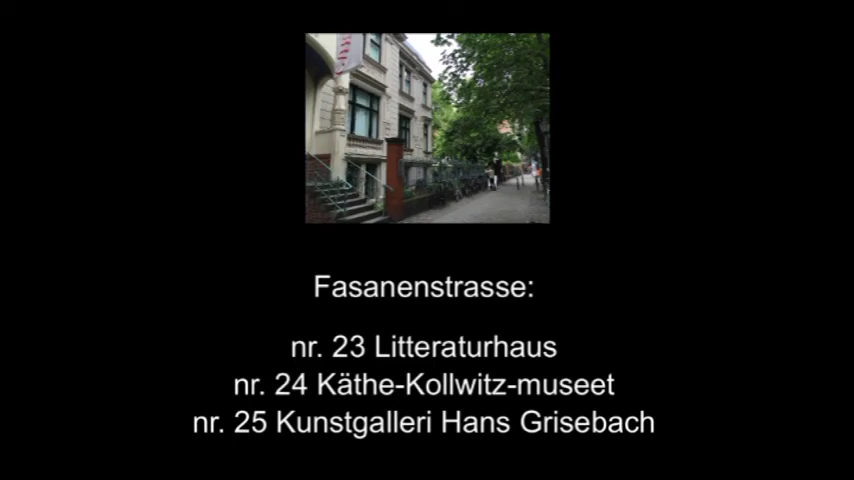 Fasanenstrasse:
nr. 23 Litteraturhaus
nr. 24 Käthe-Kollwitz-museet
nr. 25 Kunstgalleri Hans Grisebach